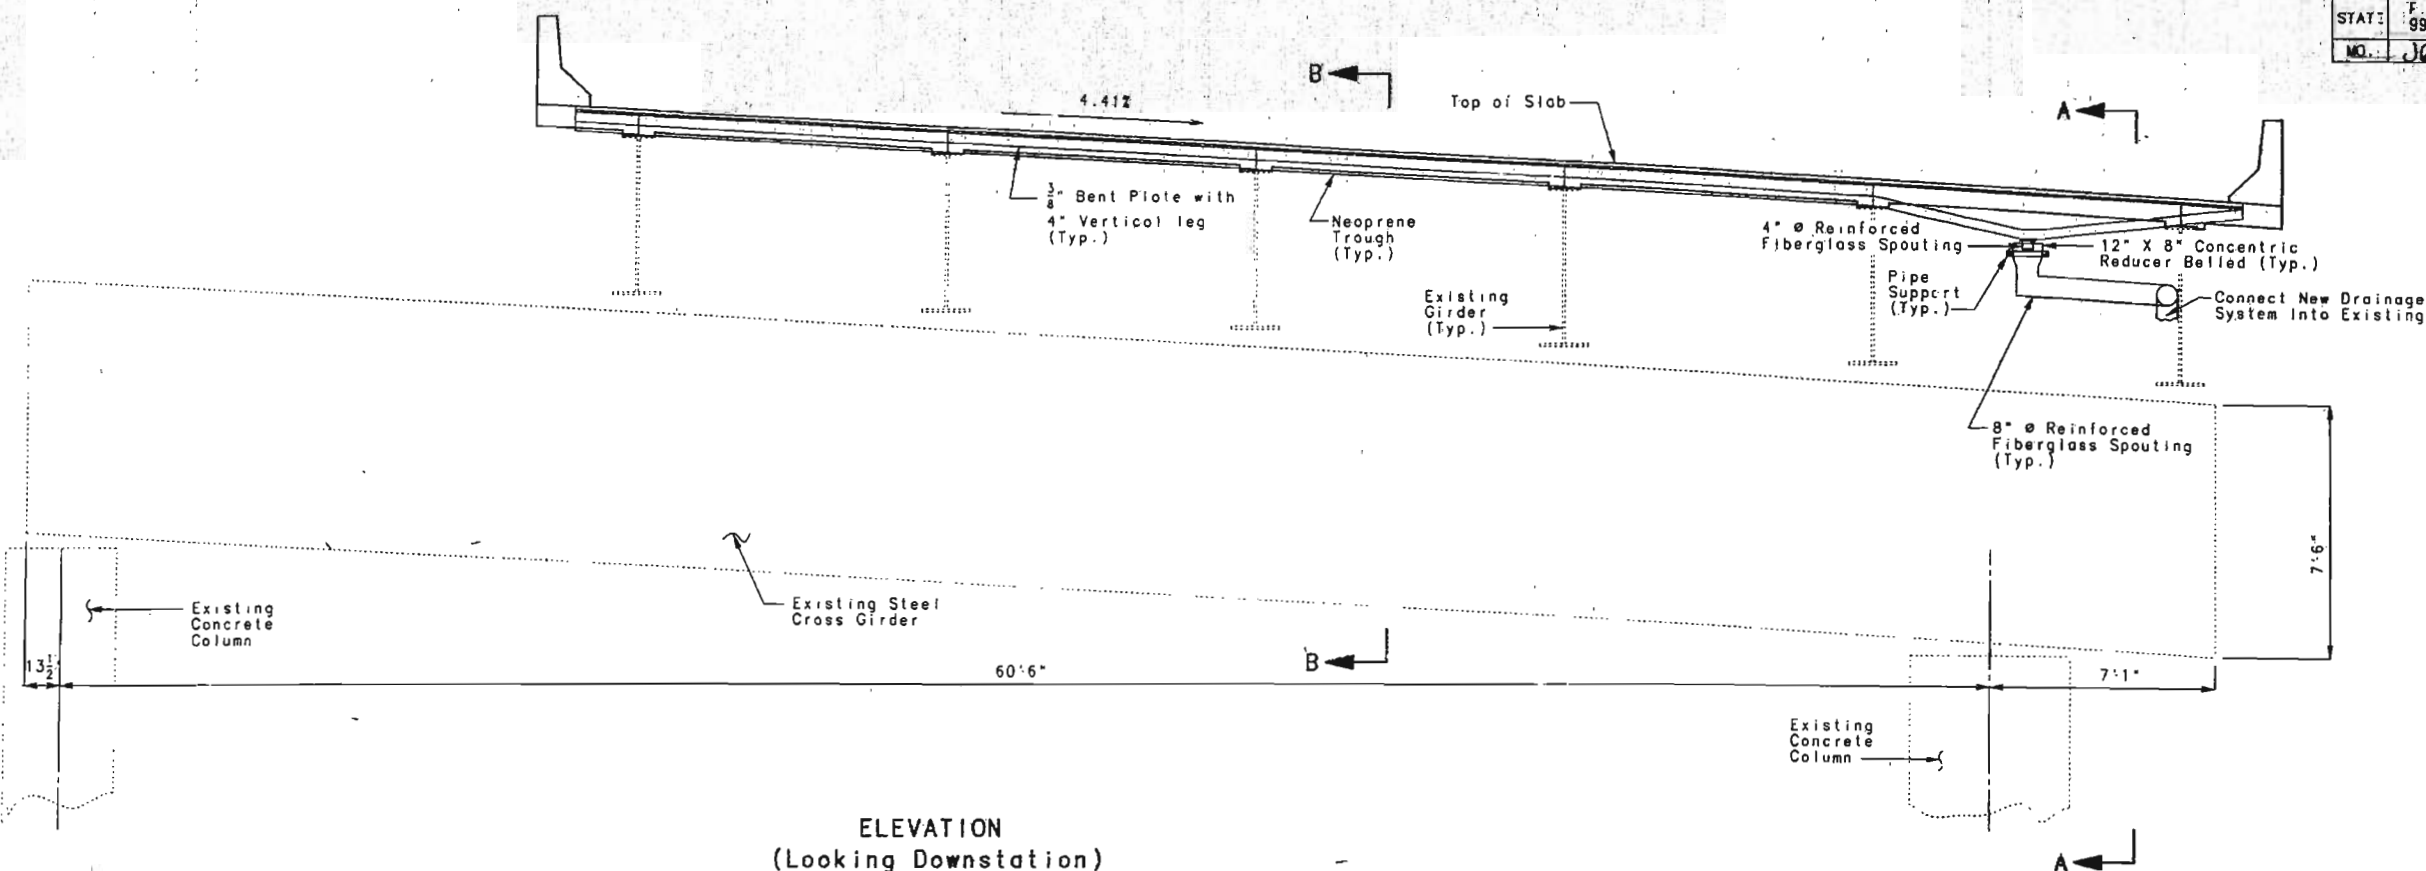 STATE
MO.
B
4.41%
Top of Slab
A
3/8" Bent Plate with
4" Vertical leg
(Typ.)
Neoprene
Trough
(Typ.)
4" ø Reinforced
Fiberglass Spouting
12" X 8" Concentric
Reducer Belled (Typ.)
Pipe
Support
(Typ.)
Existing
Girder
(Typ.)
Connect New Drainage
System Into Existing
8" ø Reinforced
Fiberglass Spouting
(Typ.)
7'6"
Existing
Concrete
Column
Existing Steel
Cross Girder
13 1/2
60'6"
B
7'1"
Existing
Concrete
Column
ELEVATION
(Looking Downstation)
A